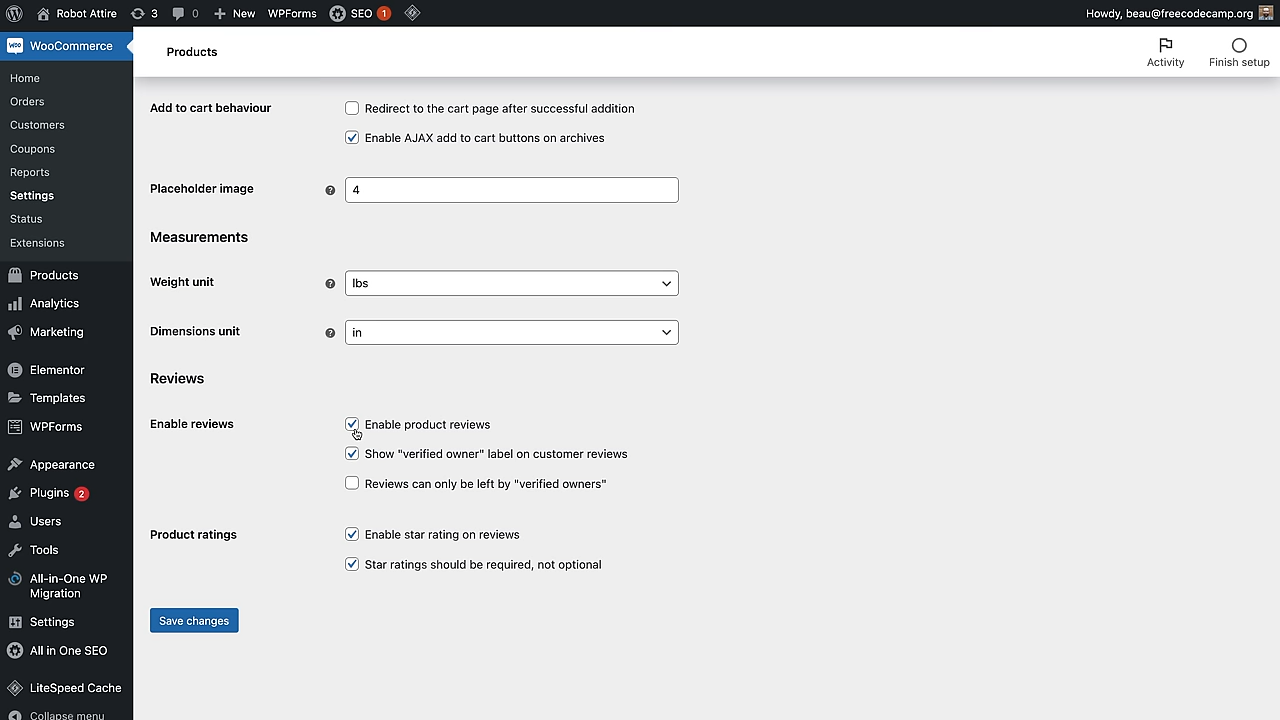 Robot Attire 3 0 New WPForms SEO 1 Howdy, beau@freecodecamp.org
WooCommerce
Home
Orders
Customers
Coupons
Reports
Settings
Status
Extensions
Products
Analytics
Marketing
Elementor
Templates
WPForms
Appearance
Plugins 2
Users
Tools
All-in-One WP
Migration
Settings
All in One SEO
LiteSpeed Cache
Collapse menu
Products
Activity
Finish setup
Add to cart behaviour
Redirect to the cart page after successful addition
Enable AJAX add to cart buttons on archives
Placeholder image ? 4
Measurements
Weight unit ? lbs
Dimensions unit ? in
Reviews
Enable reviews
Enable product reviews
Show "verified owner" label on customer reviews
Reviews can only be left by "verified owners"
Product ratings
Enable star rating on reviews
Star ratings should be required, not optional
Save changes